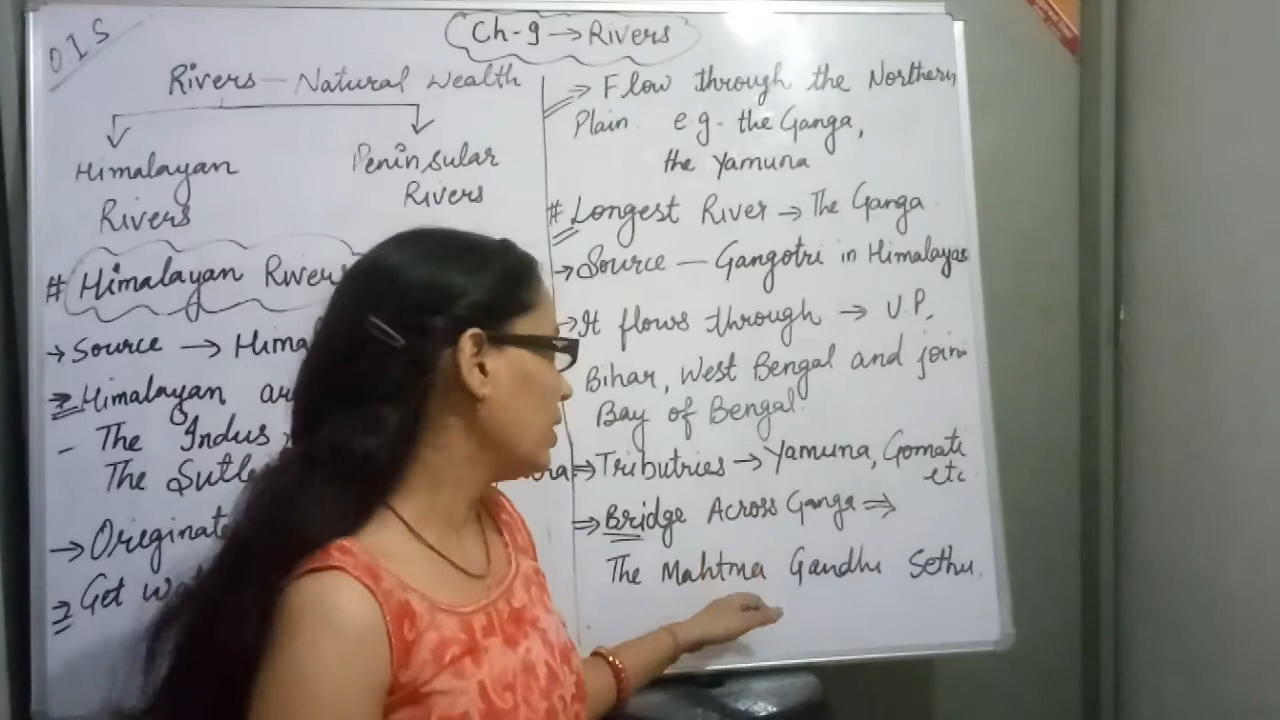 OIS
Ch-9 → Rivers
Rivers - Natural Wealth
Himalayan
Rivers
Peninsular
Rivers
# Himalayan River
→ Source → Hima
⇒ Himalayan
- The Indus,
The Sutle
→ Originat
⇒ Get
⇒ Flow through the Northern
Plain e.g. the Ganga,
the Yamuna
# Longest River → The Ganga
→ Source - Gangotri in Himalayas
→ It flows through → U.P,
Bihar, West Bengal and join
Bay of Bengal.
⇒ Tributries → Yamuna, Gomati
etc
⇒ Bridge Across Ganga ⇒
The Mahtma Gandhi Sethu.